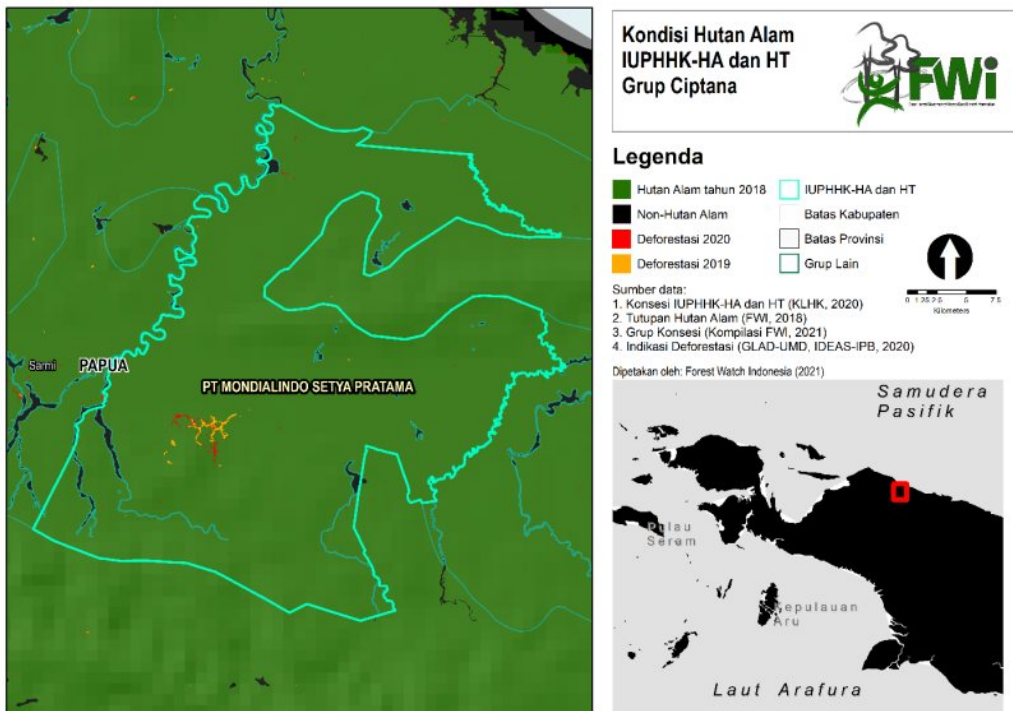 Sarmi
PAPUA
PT MONDIALINDO SETYA PRATAMA
Kondisi Hutan Alam
IUPHHK-HA dan HT
Grup Ciptana
FWi
Legenda
Hutan Alam tahun 2018
Non-Hutan Alam
Deforestasi 2020
Deforestasi 2019
IUPHHK-HA dan HT
Batas Kabupaten
Batas Provinsi
Grup Lain
Kilometers
Sumber data:
1. Konsesi IUPHHK-HA dan HT (KLHK, 2020)
2. Tutupan Hutan Alam (FWI, 2018)
3. Grup Konsesi (Kompilasi FWI, 2021)
4. Indikasi Deforestasi (GLAD-UMD, IDEAS-IPB, 2020)
Dipetakan oleh: Forest Watch Indonesia (2021)
Samudera
Pasifik
Pulau
Seram
Kepulauan
Aru
Laut Arafura